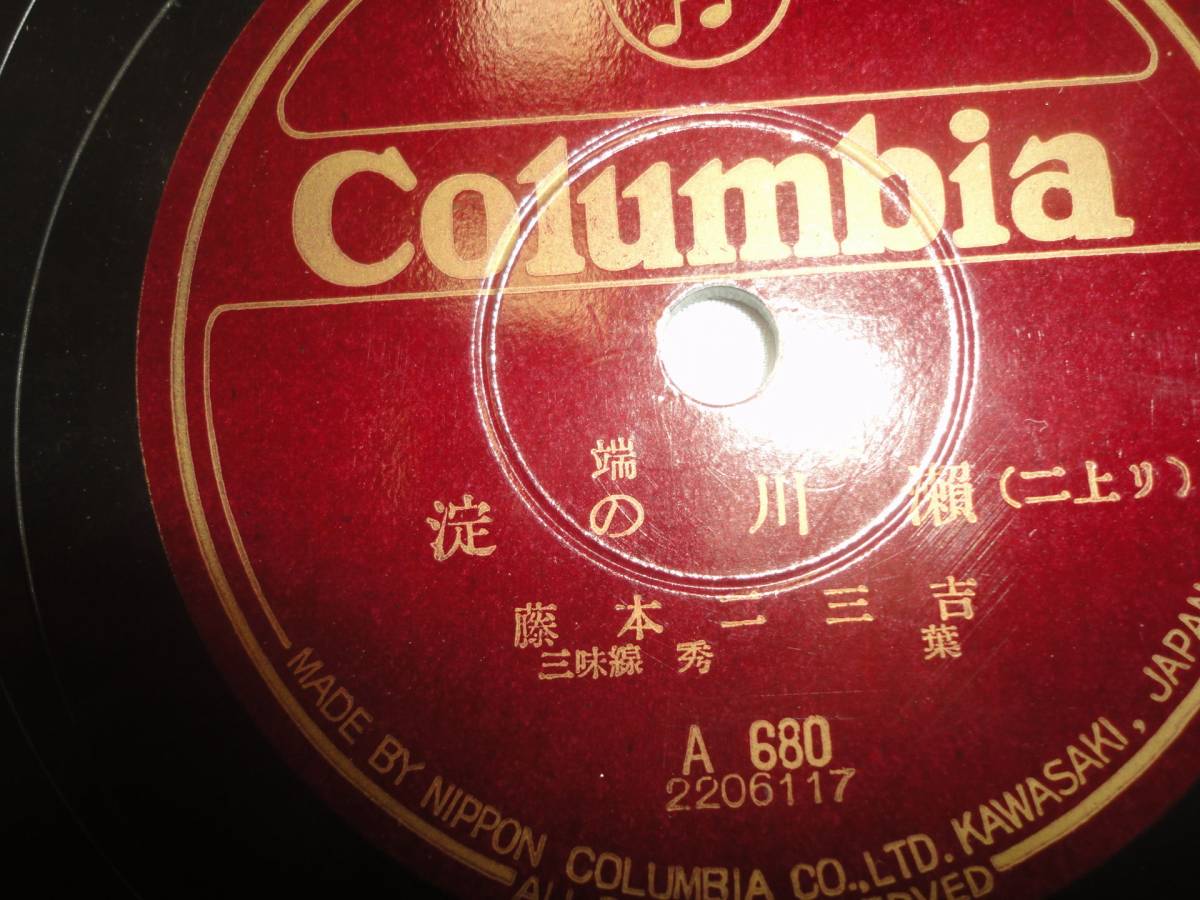 Columbia
端
淀の川瀬 (二上リ)
藤本二三吉
三味線 秀葉
A 680
2206117
MADE BY NIPPON COLUMBIA CO.,LTD. KAWASAKI, JAPAN